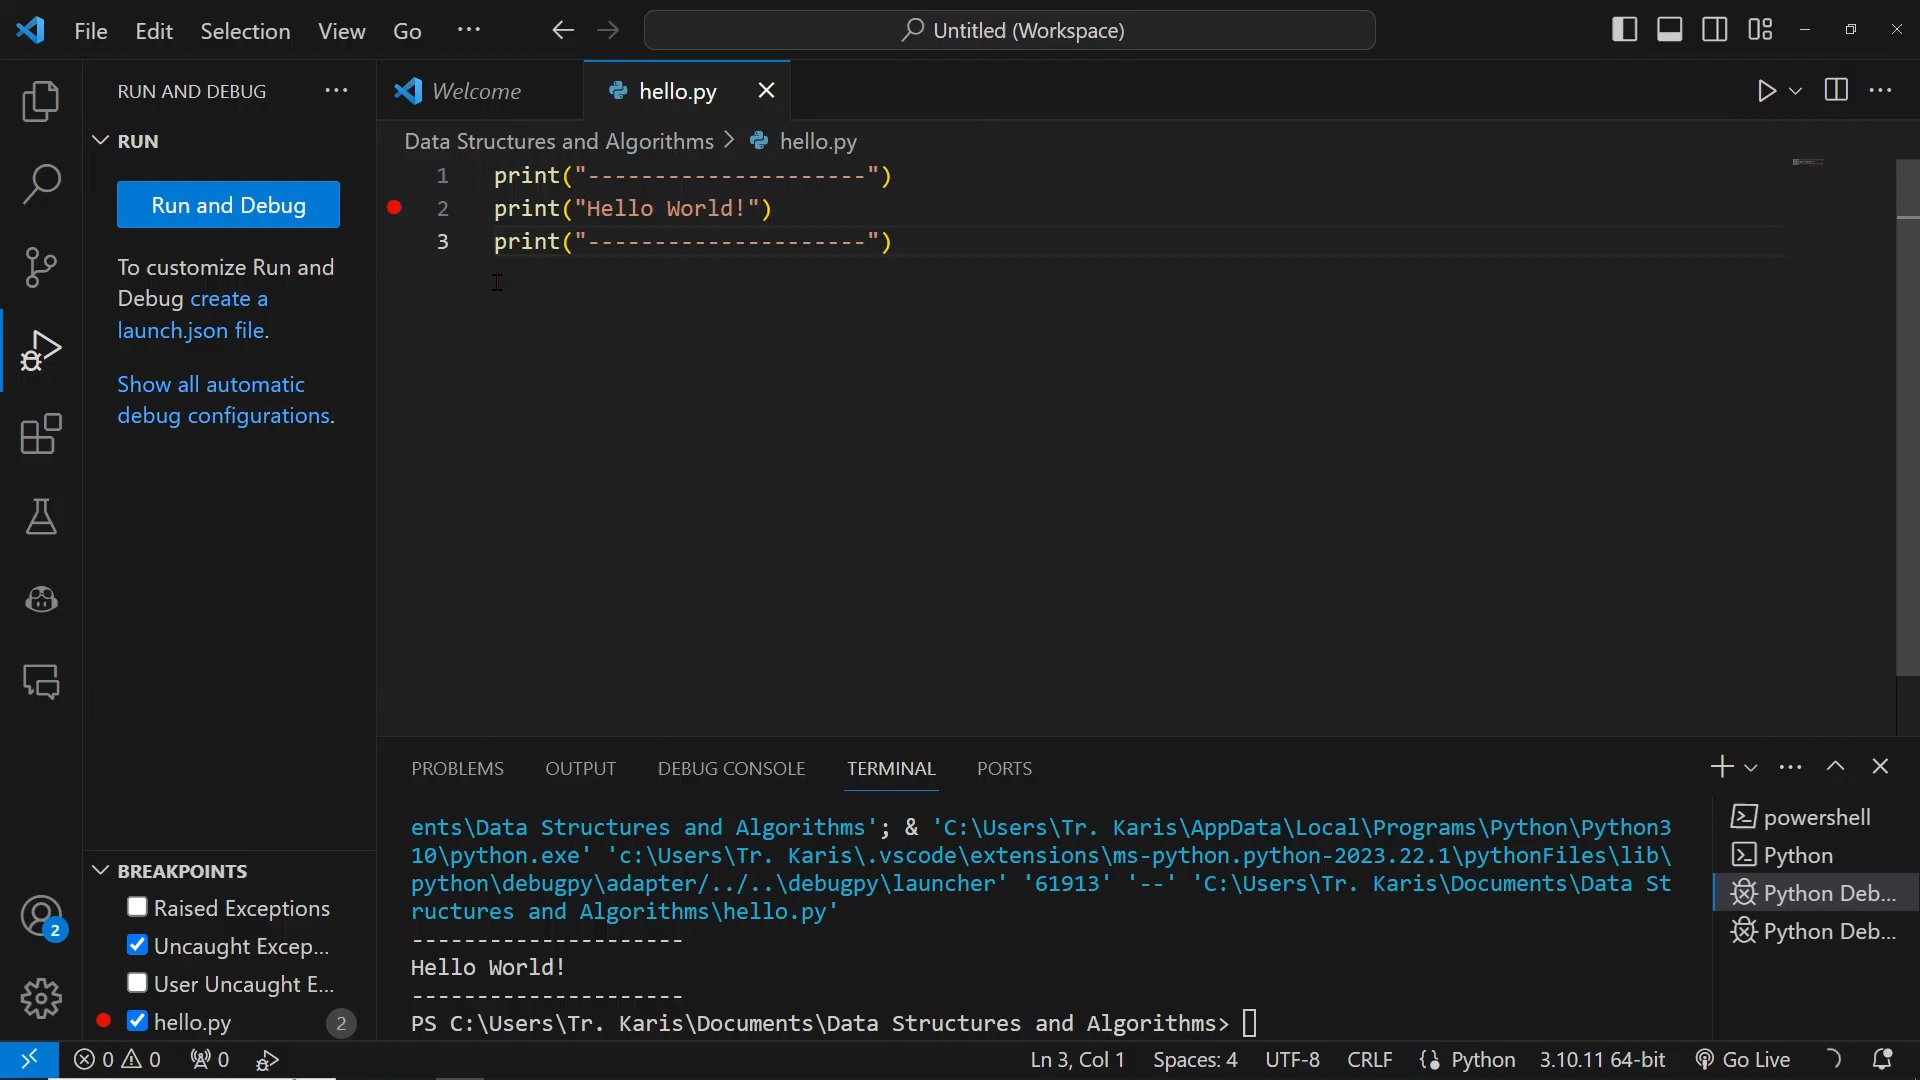 File Edit Selection View Go ···
Untitled (Workspace)
RUN AND DEBUG ···
RUN
Run and Debug
To customize Run and
Debug create a
launch.json file.
Show all automatic
debug configurations.
Welcome
hello.py
Data Structures and Algorithms > hello.py
1 print("---------------------")
2 print("Hello World!")
3 print("---------------------")
BREAKPOINTS
Raised Exceptions
Uncaught Excep...
User Uncaught E...
hello.py 2
PROBLEMS OUTPUT DEBUG CONSOLE TERMINAL PORTS
ents\Data Structures and Algorithms'; & 'C:\Users\Tr. Karis\AppData\Local\Programs\Python\Python3
10\python.exe' 'c:\Users\Tr. Karis\.vscode\extensions\ms-python.python-2023.22.1\pythonFiles\lib\
python\debugpy\adapter/../..\debugpy\launcher' '61913' '--' 'C:\Users\Tr. Karis\Documents\Data St
ructures and Algorithms\hello.py'
---------------------
Hello World!
---------------------
PS C:\Users\Tr. Karis\Documents\Data Structures and Algorithms>
powershell
Python
Python Deb...
Python Deb...
2
0 0 0
Ln 3, Col 1 Spaces: 4 UTF-8 CRLF Python 3.10.11 64-bit Go Live